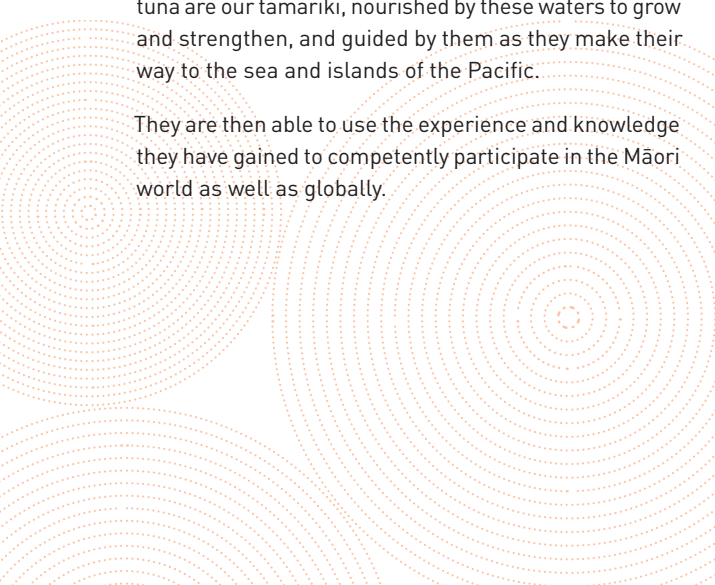 tuna are our tamariki, nourished by these waters to grow
and strengthen, and guided by them as they make their
way to the sea and islands of the Pacific.
They are then able to use the experience and knowledge
they have gained to competently participate in the Māori
world as well as globally.